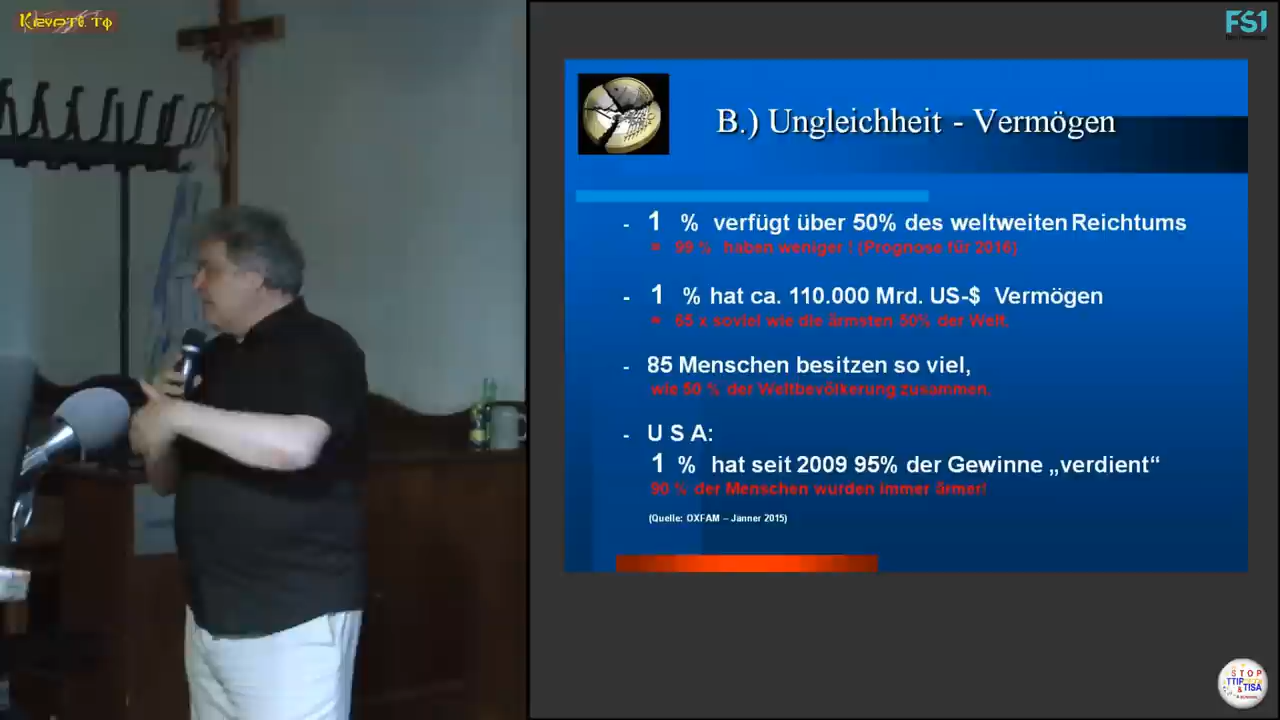 Kryptο.τφ
FS1
B.) Ungleichheit - Vermögen
- 1 % verfügt über 50% des weltweiten Reichtums
= 99 % haben weniger ! (Prognose für 2016)
- 1 % hat ca. 110.000 Mrd. US-$ Vermögen
= 65 x soviel wie die ärmsten 50% der Welt.
- 85 Menschen besitzen so viel,
wie 50 % der Weltbevölkerung zusammen.
- U S A:
1 % hat seit 2009 95% der Gewinne „verdient“
90 % der Menschen wurden immer ärmer!
(Quelle: OXFAM – Jänner 2015)
STOP
TTIP
& TISA